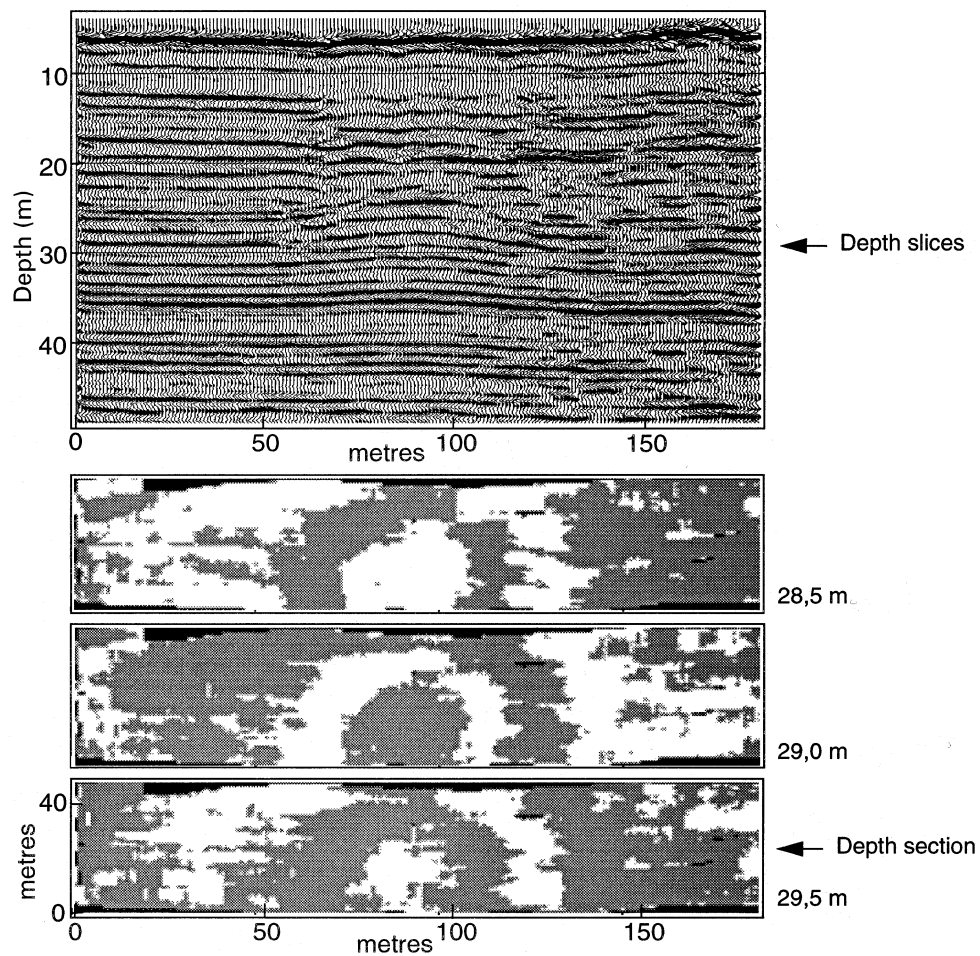 10
20
30
40
Depth (m)
Depth slices
0 50 100 150
metres
28,5 m
29,0 m
40
metres
0
Depth section
29,5 m
0 50 100 150
metres